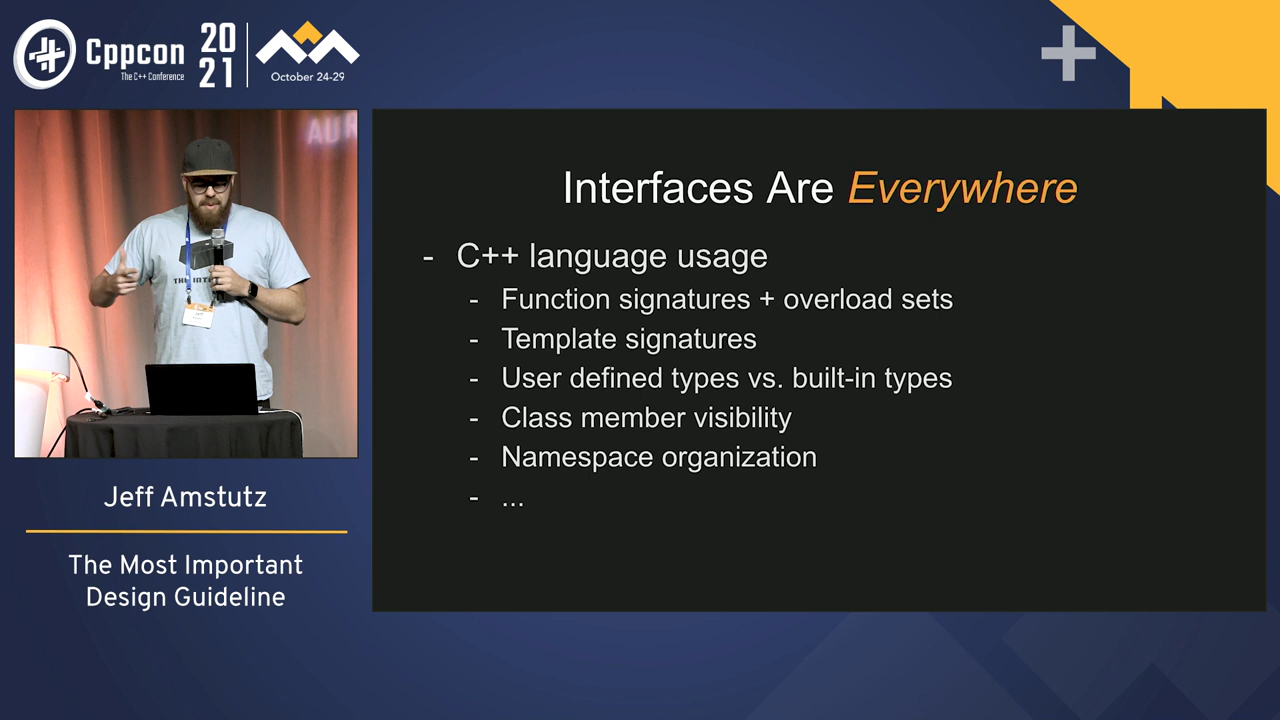 Cppcon
The C++ Conference
20
21
October 24-29
Interfaces Are Everywhere
- C++ language usage
- Function signatures + overload sets
- Template signatures
- User defined types vs. built-in types
- Class member visibility
- Namespace organization
- ...
Jeff Amstutz
The Most Important
Design Guideline